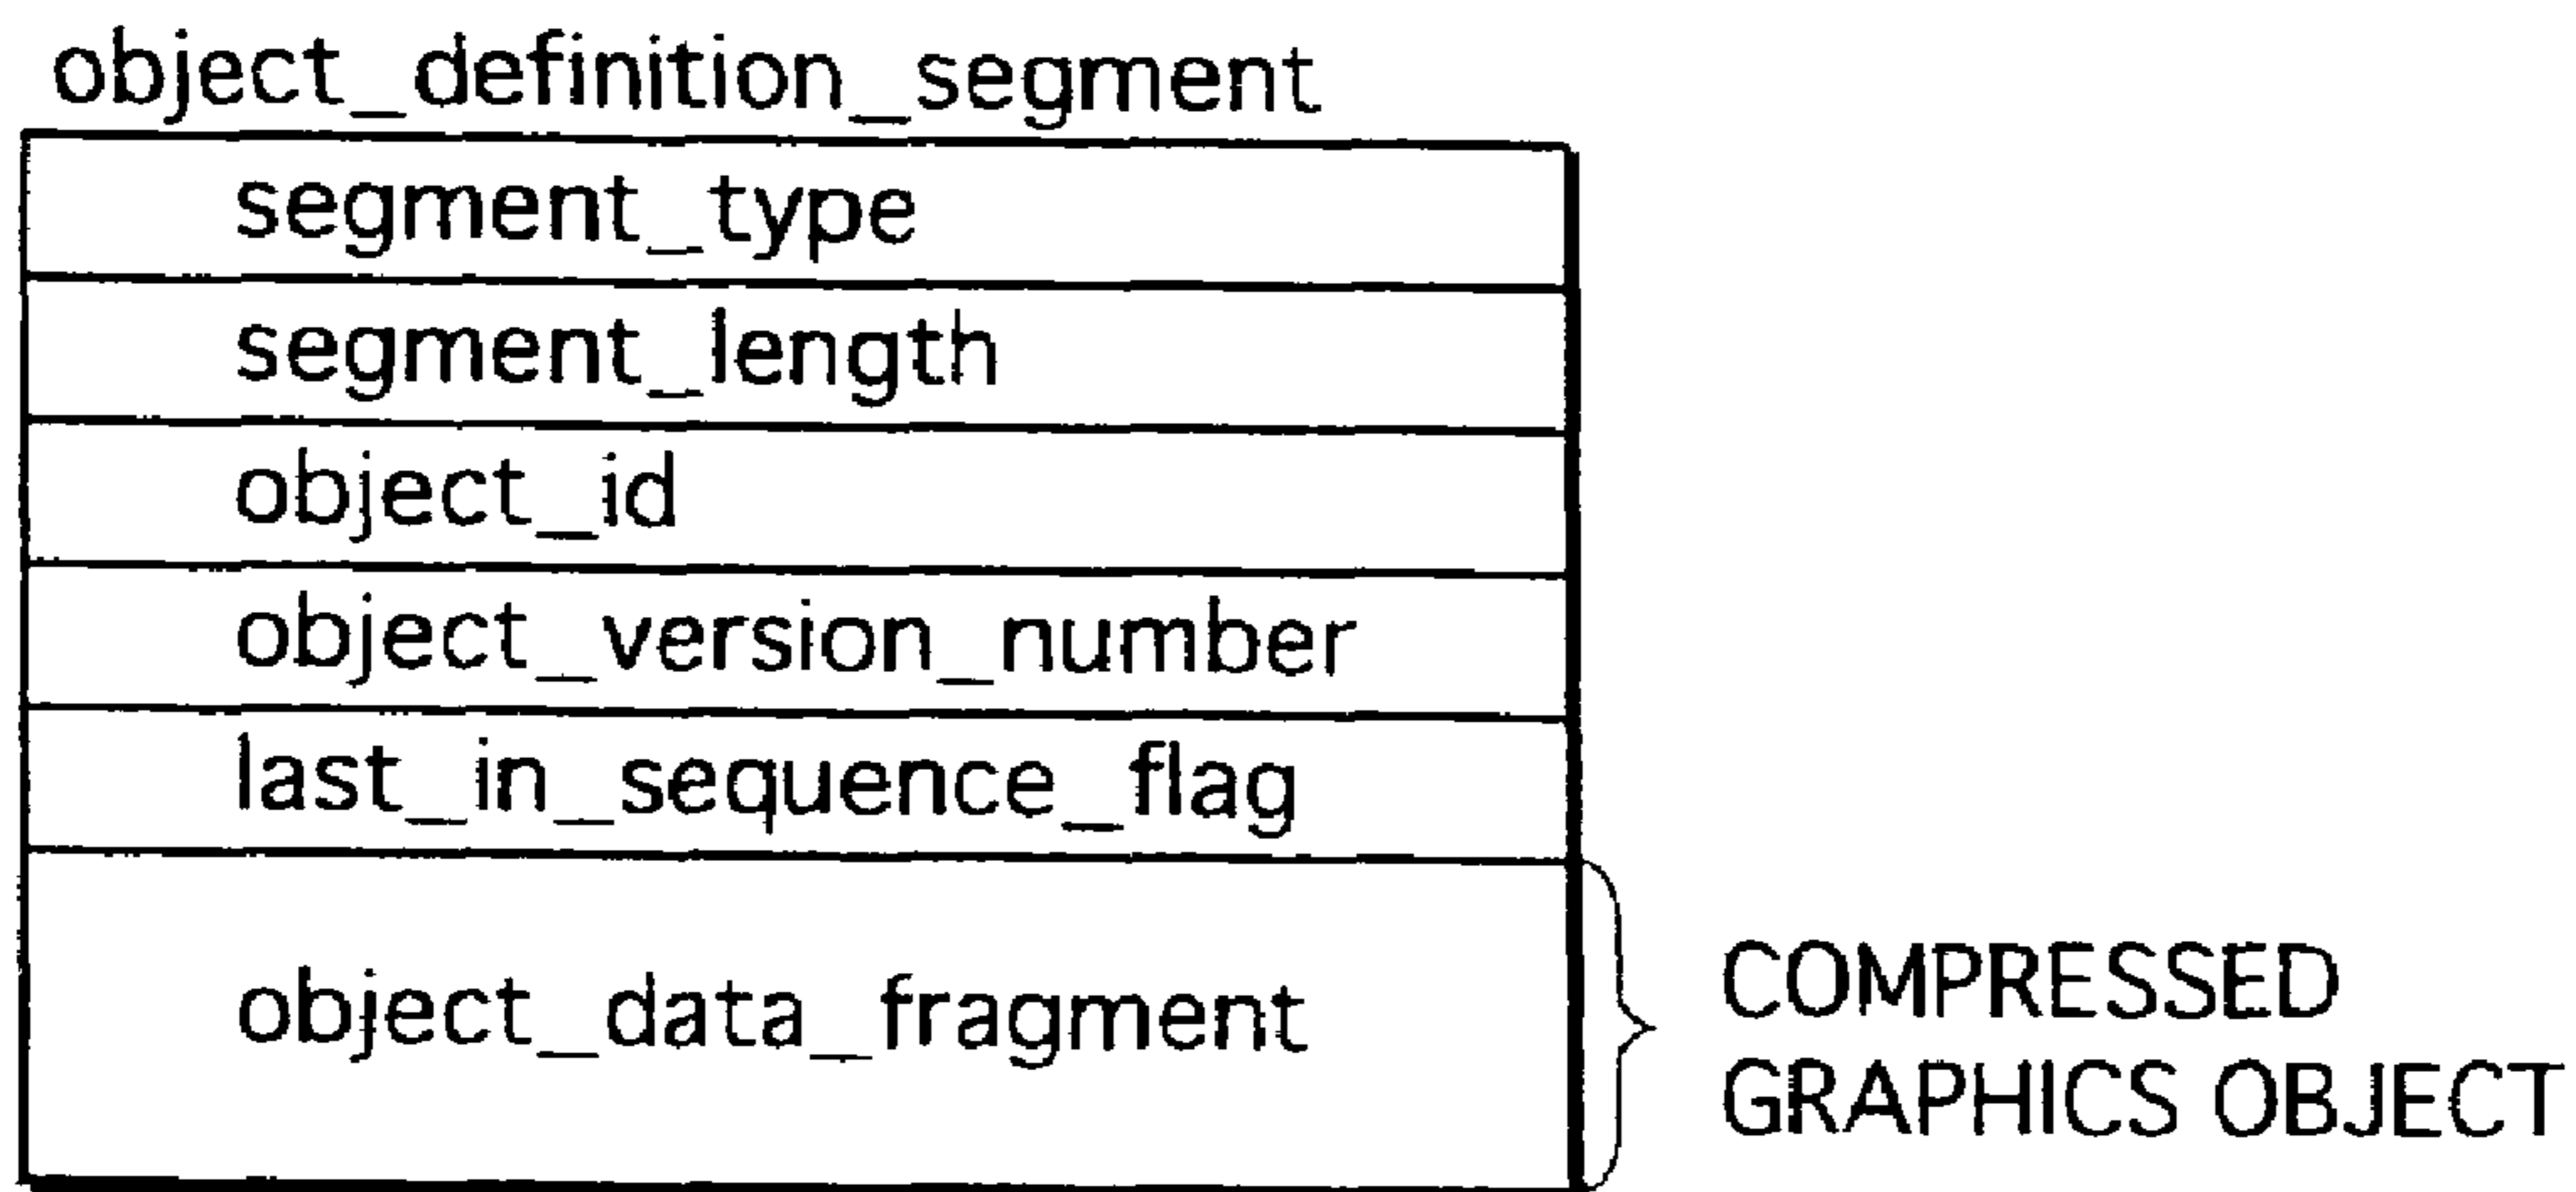 object_definition_segment
segment_type
segment_length
object_id
object_version_number
last_in_sequence_flag
object_data_fragment
COMPRESSED
GRAPHICS OBJECT